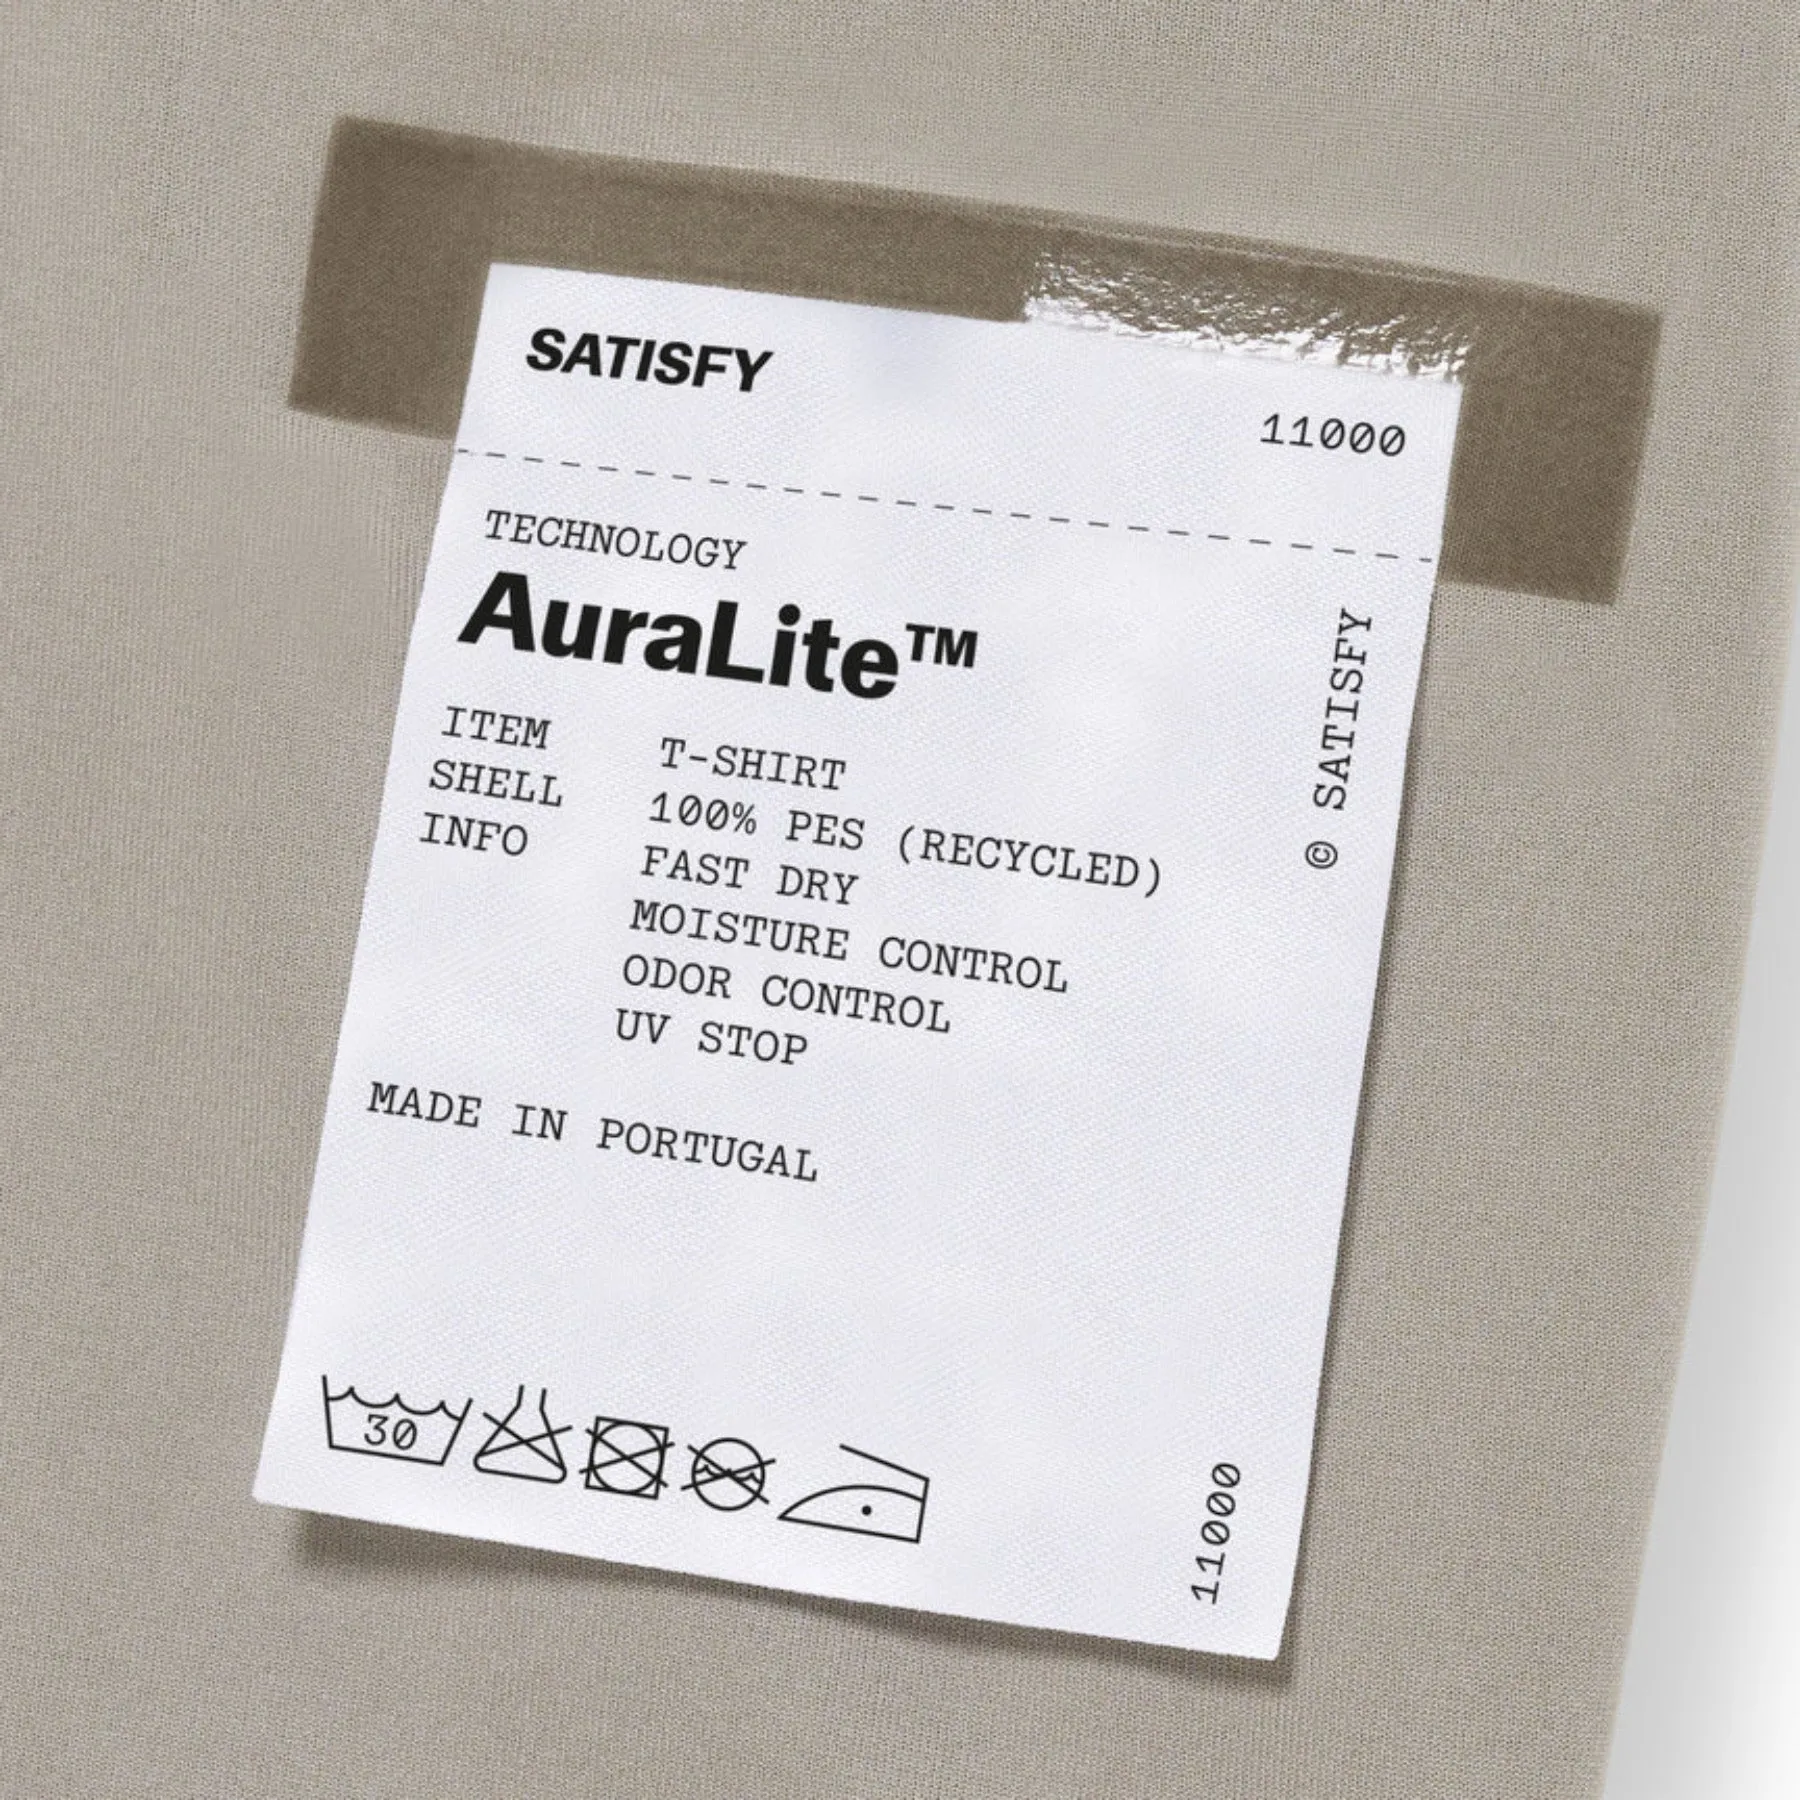 SATISFY
11000
TECHNOLOGY
AuraLite™
ITEM T-SHIRT
SHELL 100% PES (RECYCLED)
INFO FAST DRY
MOISTURE CONTROL
ODOR CONTROL
UV STOP
MADE IN PORTUGAL
© SATISFY
30
11000